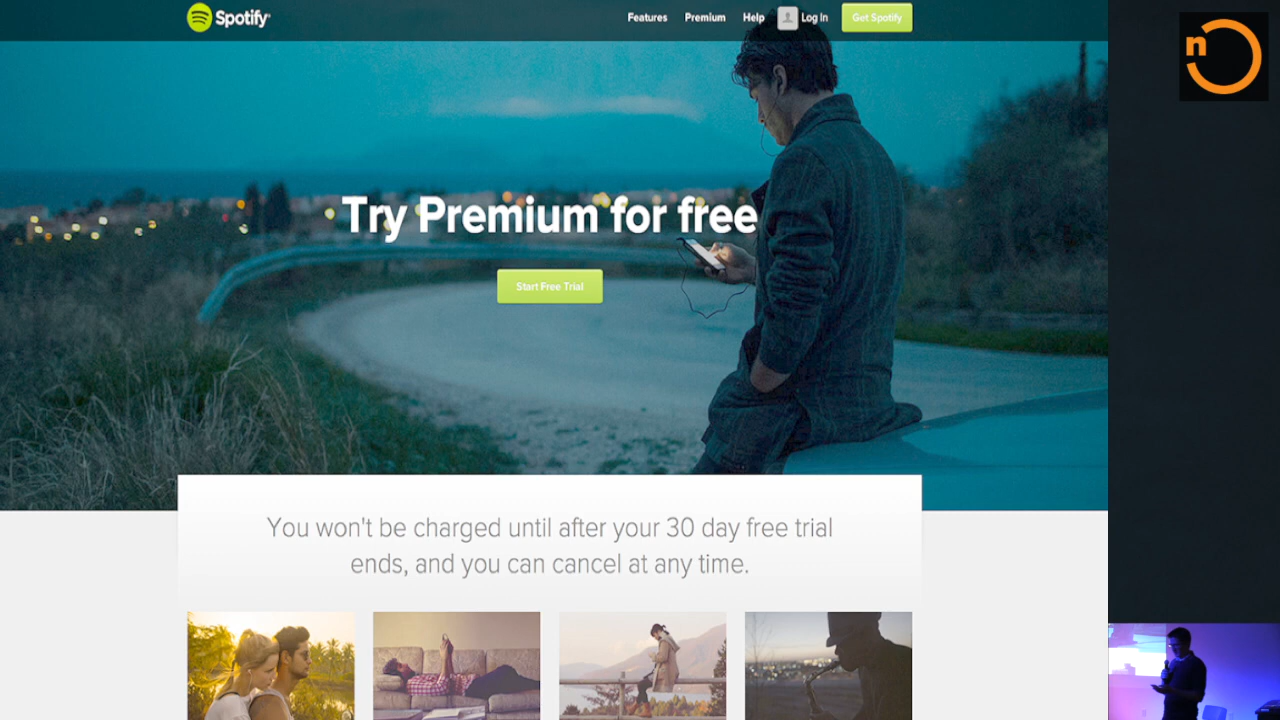 Spotify®
Features Premium Help Log In Get Spotify
n
Try Premium for free
Start Free Trial
You won't be charged until after your 30 day free trial
ends, and you can cancel at any time.